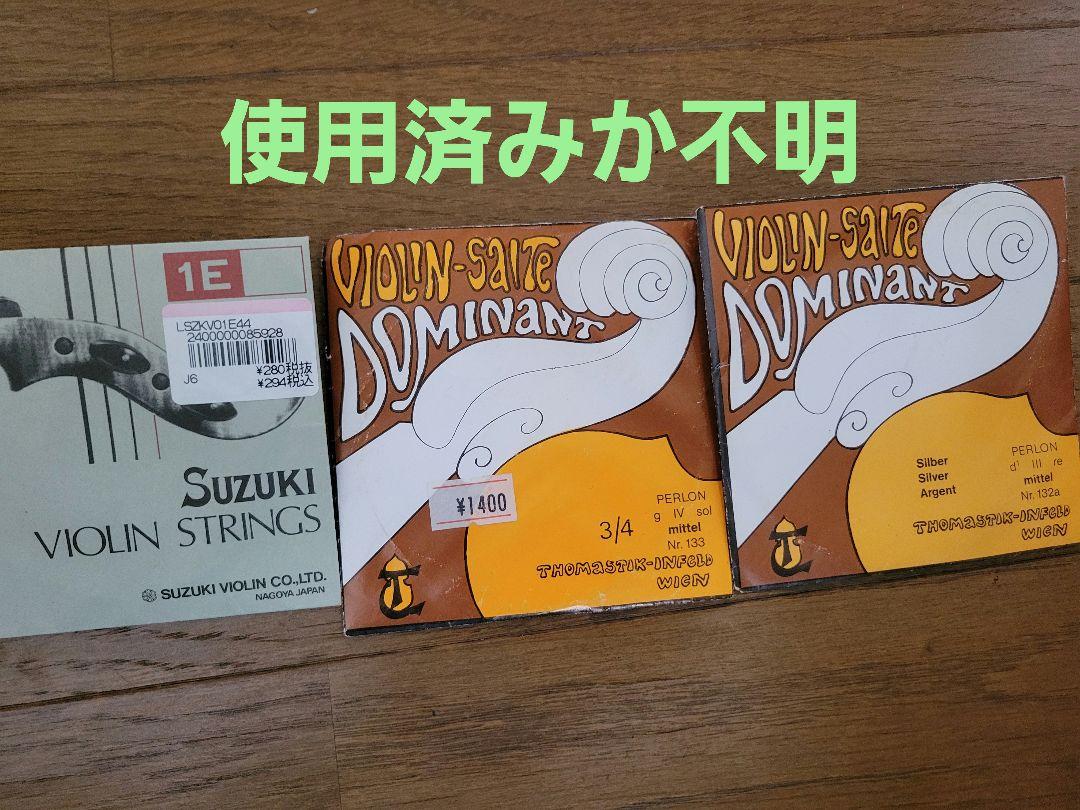 使用済みか不明
1E
LSZKV01E44
2400000085928
J6
¥280税抜
¥294税込
SUZUKI
VIOLIN STRINGS
SUZUKI VIOLIN CO.,LTD.
NAGOYA JAPAN
VIOLIN-SAITE
DOMINANT
¥1400
3/4
PERLON
g IV sol
mittel
Nr. 133
THOMASTIK-INFELD
WIEN
VIOLIN-SAITE
DOMINANT
Silber
Silver
Argent
PERLON
d' III re
mittel
Nr. 132a
THOMASTIK-INFELD
WIEN